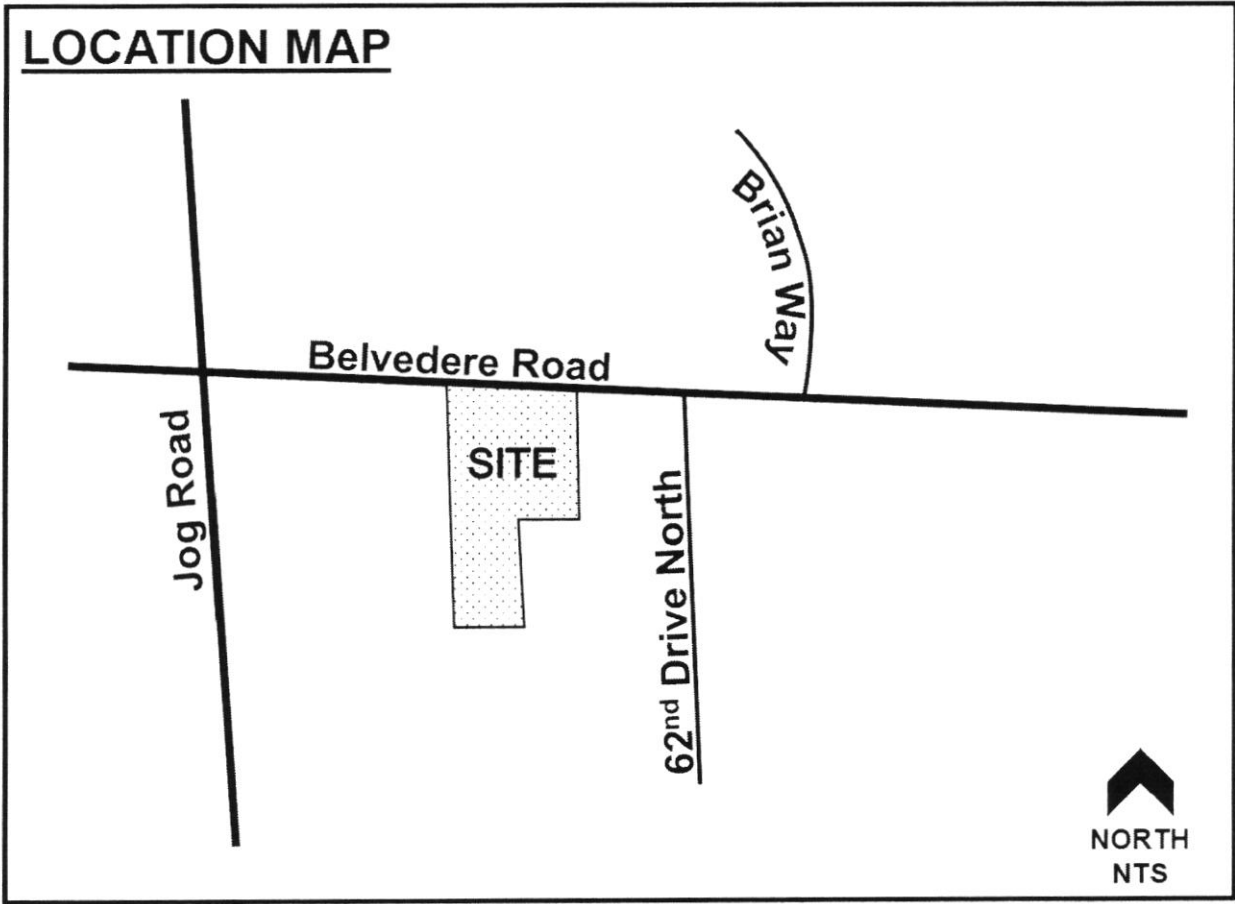 LOCATION MAP
Brian Way
Belvedere Road
Jog Road
SITE
62nd Drive North
NORTH
NTS